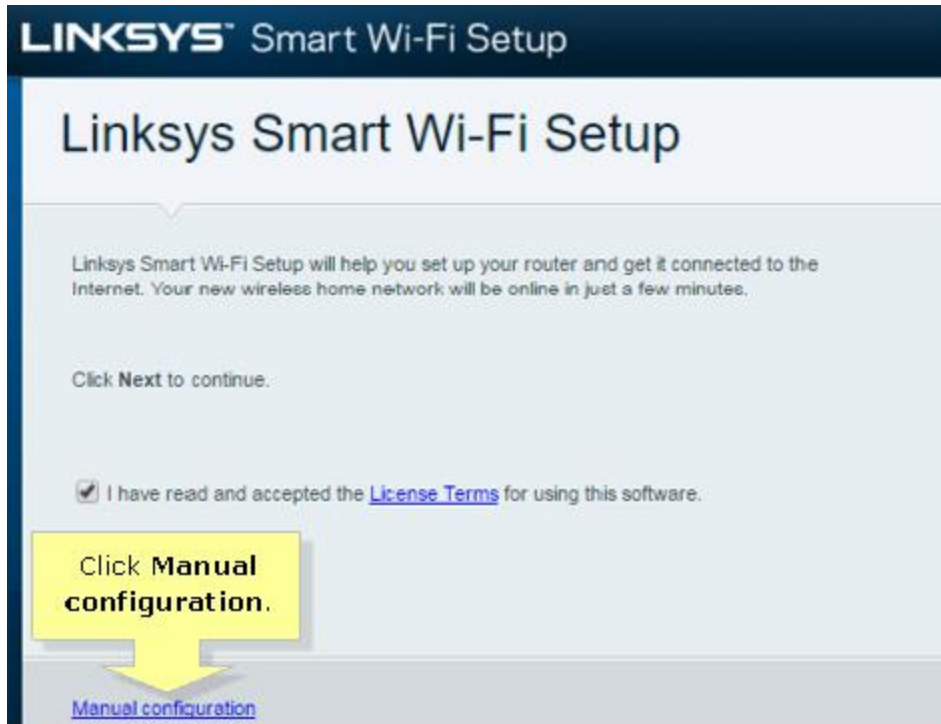 LINKSYS™ Smart Wi-Fi Setup
Linksys Smart Wi-Fi Setup
Linksys Smart Wi-Fi Setup will help you set up your router and get it connected to the
Internet. Your new wireless home network will be online in just a few minutes.
Click Next to continue.
I have read and accepted the License Terms for using this software.
Click Manual
configuration.
Manual configuration